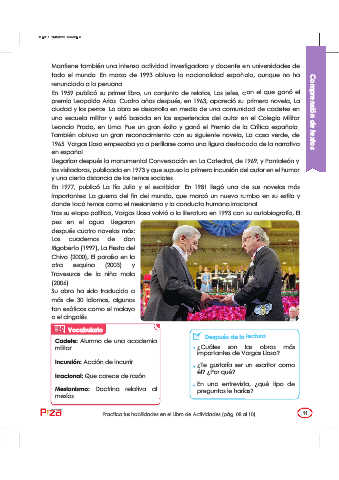 Mantiene también una intensa actividad investigadora y docente en universidades de
todo el mundo. En marzo de 1993 obtuvo la nacionalidad española, aunque no ha
renunciado a la peruana.
En 1959 publicó su primer libro, un conjunto de relatos, Los jefes, con el que ganó el
premio Leopoldo Arias. Cuatro años después, en 1963, apareció su primera novela, La
ciudad y los perros. La obra se desarrolla en medio de una comunidad de cadetes en
una escuela militar y está basada en las experiencias del autor en el Colegio Militar
Leoncio Prado, en Lima. Fue un gran éxito y ganó el Premio de la Crítica española.
También obtuvo un gran reconocimiento con su siguiente novela, La casa verde, de
1965. Vargas Llosa empezaba ya a perfilarse como una figura destacada de la narrativa
en español.
Llegarían después la monumental Conversación en La Catedral, de 1969, y Pantaleón y
las visitadoras, publicada en 1973 y que supuso la primera incursión del autor en el humor
y una cierta distancia de los temas sociales.
En 1977, publicó La tía Julia y el escribidor. En 1981 llegó una de sus novelas más
importantes: La guerra del fin del mundo, que marcó un nuevo rumbo en su estilo y
donde tocó temas como el mesianismo y la conducta humana irracional.
Tras su etapa política, Vargas Llosa volvió a la literatura en 1993 con su autobiografía, El
pez en el agua. Llegaron
después cuatro novelas más:
Los cuadernos de don
Rigoberto (1997), La Fiesta del
Chivo (2000), El paraíso en la
otra esquina (2003) y
Travesuras de la niña mala
(2006).
Su obra ha sido traducida a
más de 30 idiomas, algunos
tan exóticos como el malayo
o el cingalés.
Comprensión de textos
Vocabulario
Cadete: Alumno de una academia
militar.
Incursión: Acción de incurrir.
Irracional: Que carece de razón.
Mesianismo: Doctrina relativa al
mesías.
Después de la lectura
¿Cuáles son las obras más
importantes de Vargas Llosa?
¿Te gustaría ser un escritor como
él? ¿Por qué?
En una entrevista, ¿qué tipo de
preguntas le harías?
Practica tus habilidades en el Libro de Actividades (pág. 08 al 10).
11